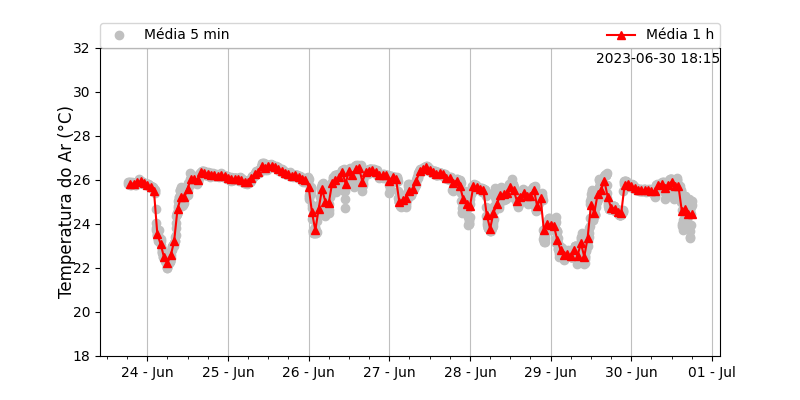 Média 5 min
Média 1 h
2023-06-30 18:15
Temperatura do Ar (°C)
32
30
28
26
24
22
20
18
24 - Jun
25 - Jun
26 - Jun
27 - Jun
28 - Jun
29 - Jun
30 - Jun
01 - Jul